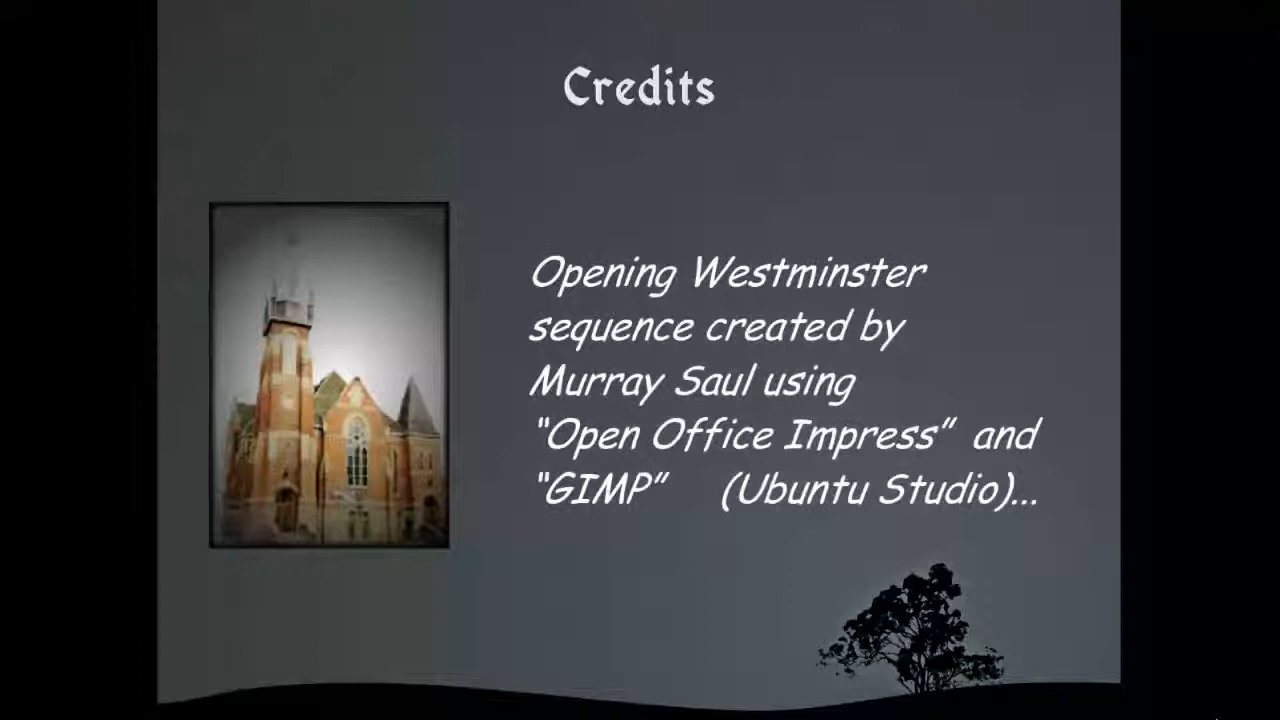 Credits
Opening Westminster
sequence created by
Murray Saul using
“Open Office Impress” and
“GIMP” (Ubuntu Studio)...